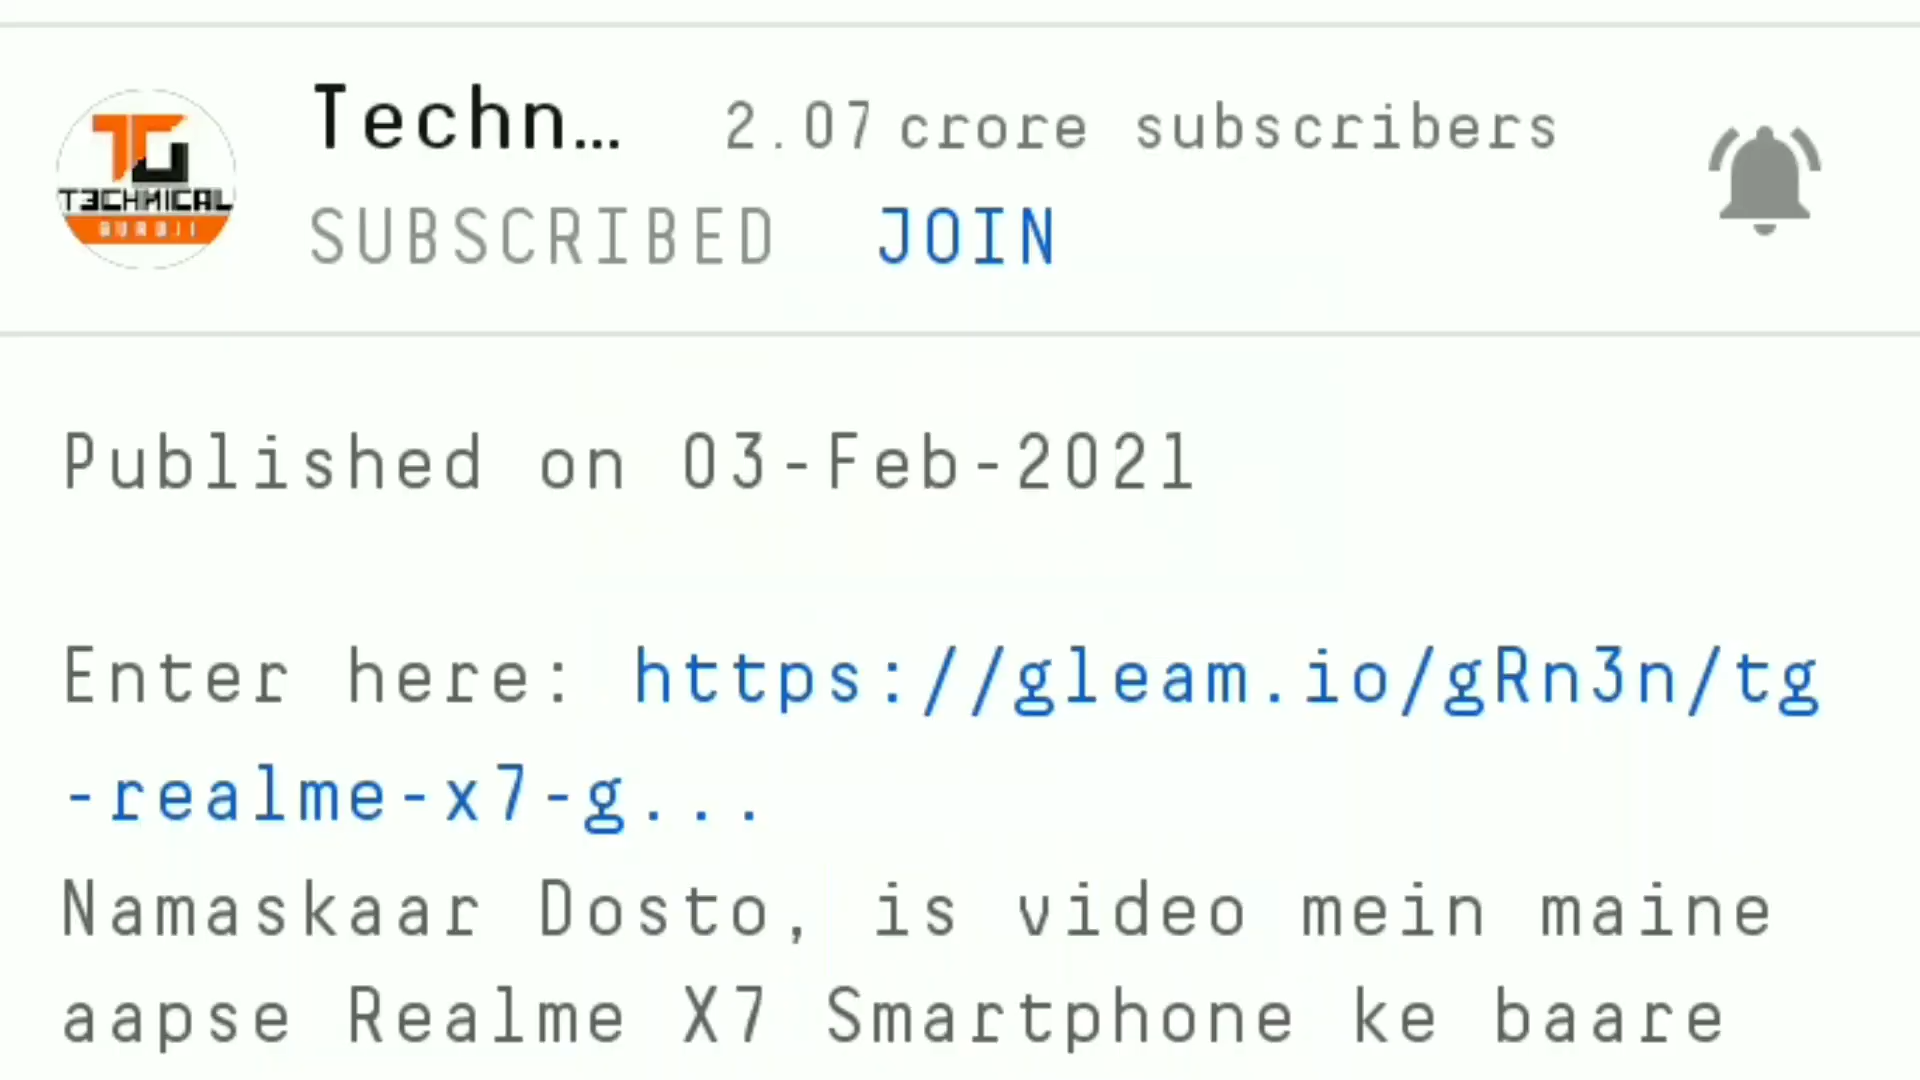 Techn… 2.07 crore subscribers
TECHNICAL
GURUJI
SUBSCRIBED JOIN
Published on 03-Feb-2021
Enter here: https://gleam.io/gRn3n/tg
-realme-x7-g...
Namaskaar Dosto, is video mein maine
aapse Realme X7 Smartphone ke baare